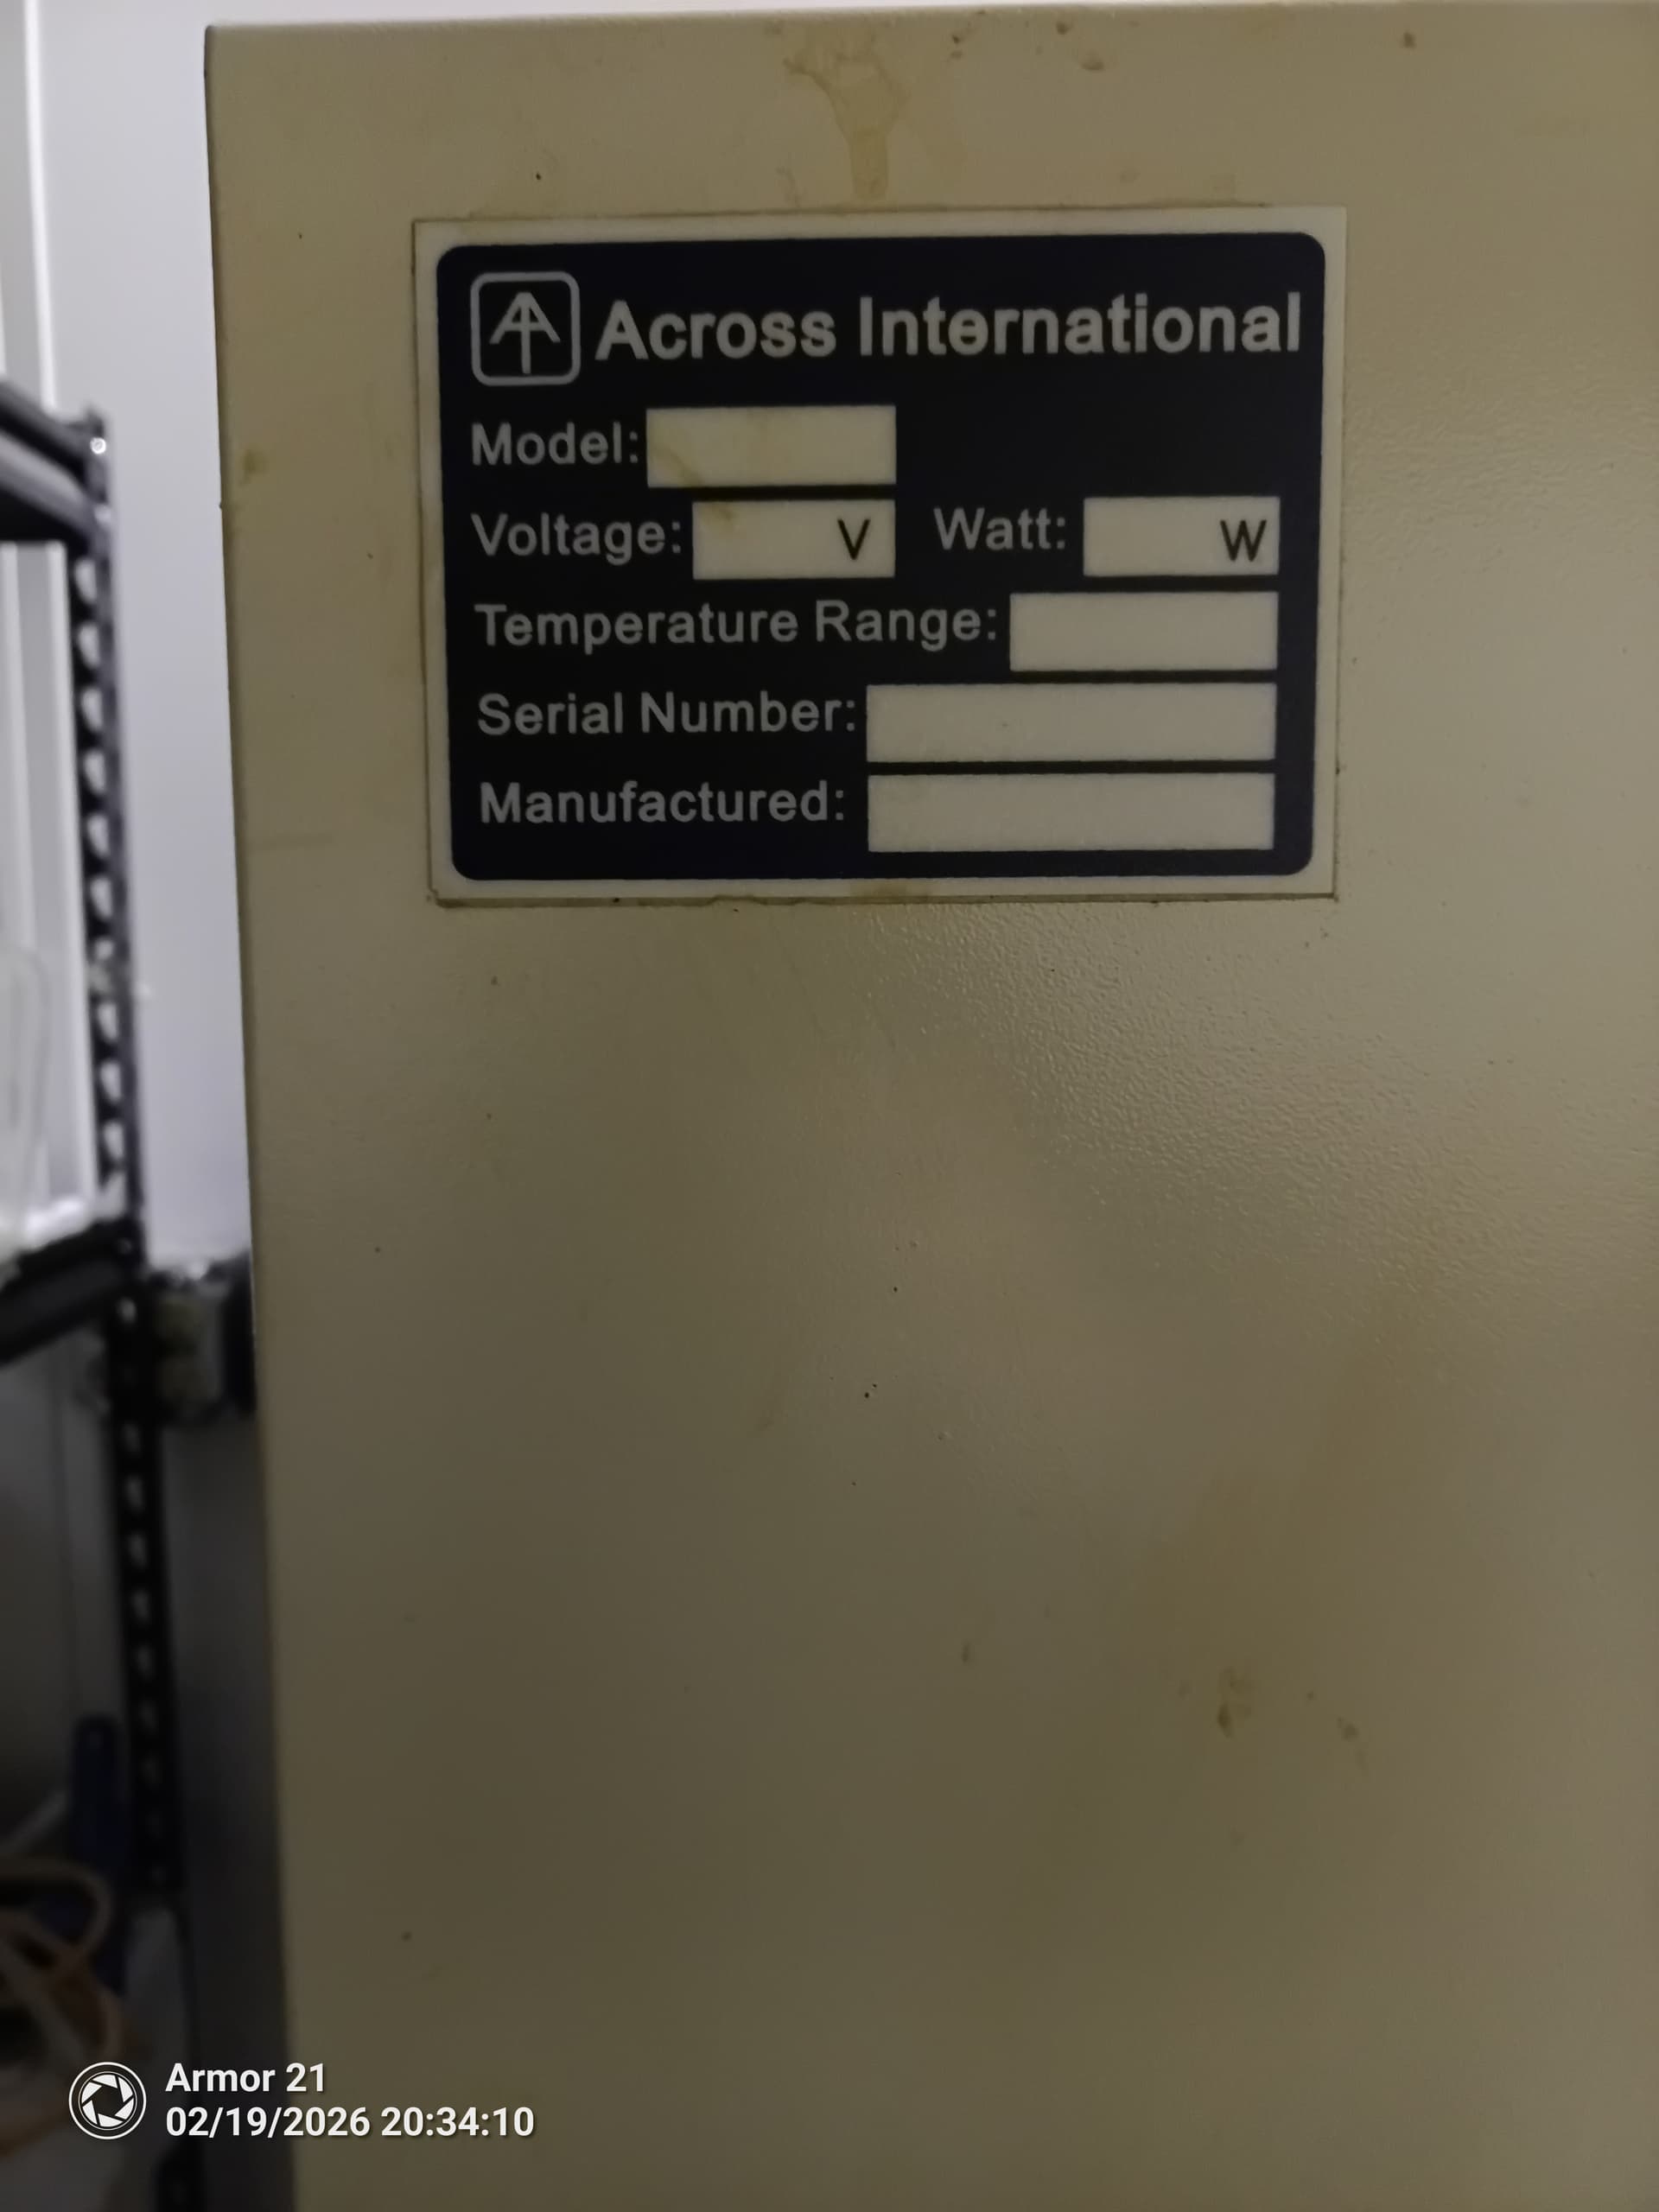 Across International
Model:
Voltage: V Watt: W
Temperature Range:
Serial Number:
Manufactured:
Armor 21
02/19/2026 20:34:10